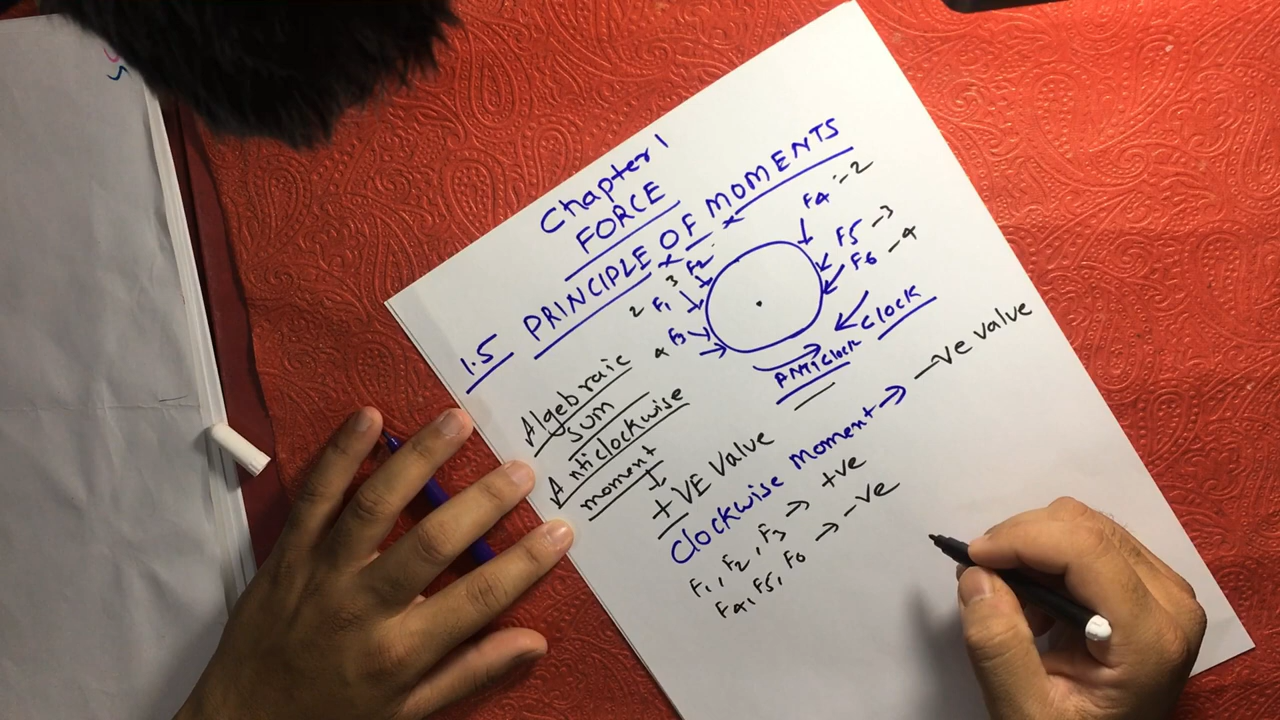 Chapter 1
FORCE
1.5 PRINCIPLE OF MOMENTS
x x
F4 -2
F5 -3
F6 -4
F2 3
2 F1
4 F3
CLOCK
ANTICLOCK
Algebraic
sum
Anticlockwise
moment
↓
+VE Value
Clockwise moment → -ve value
F1, F2, F3 → +ve
F4, F5, F6 → -ve